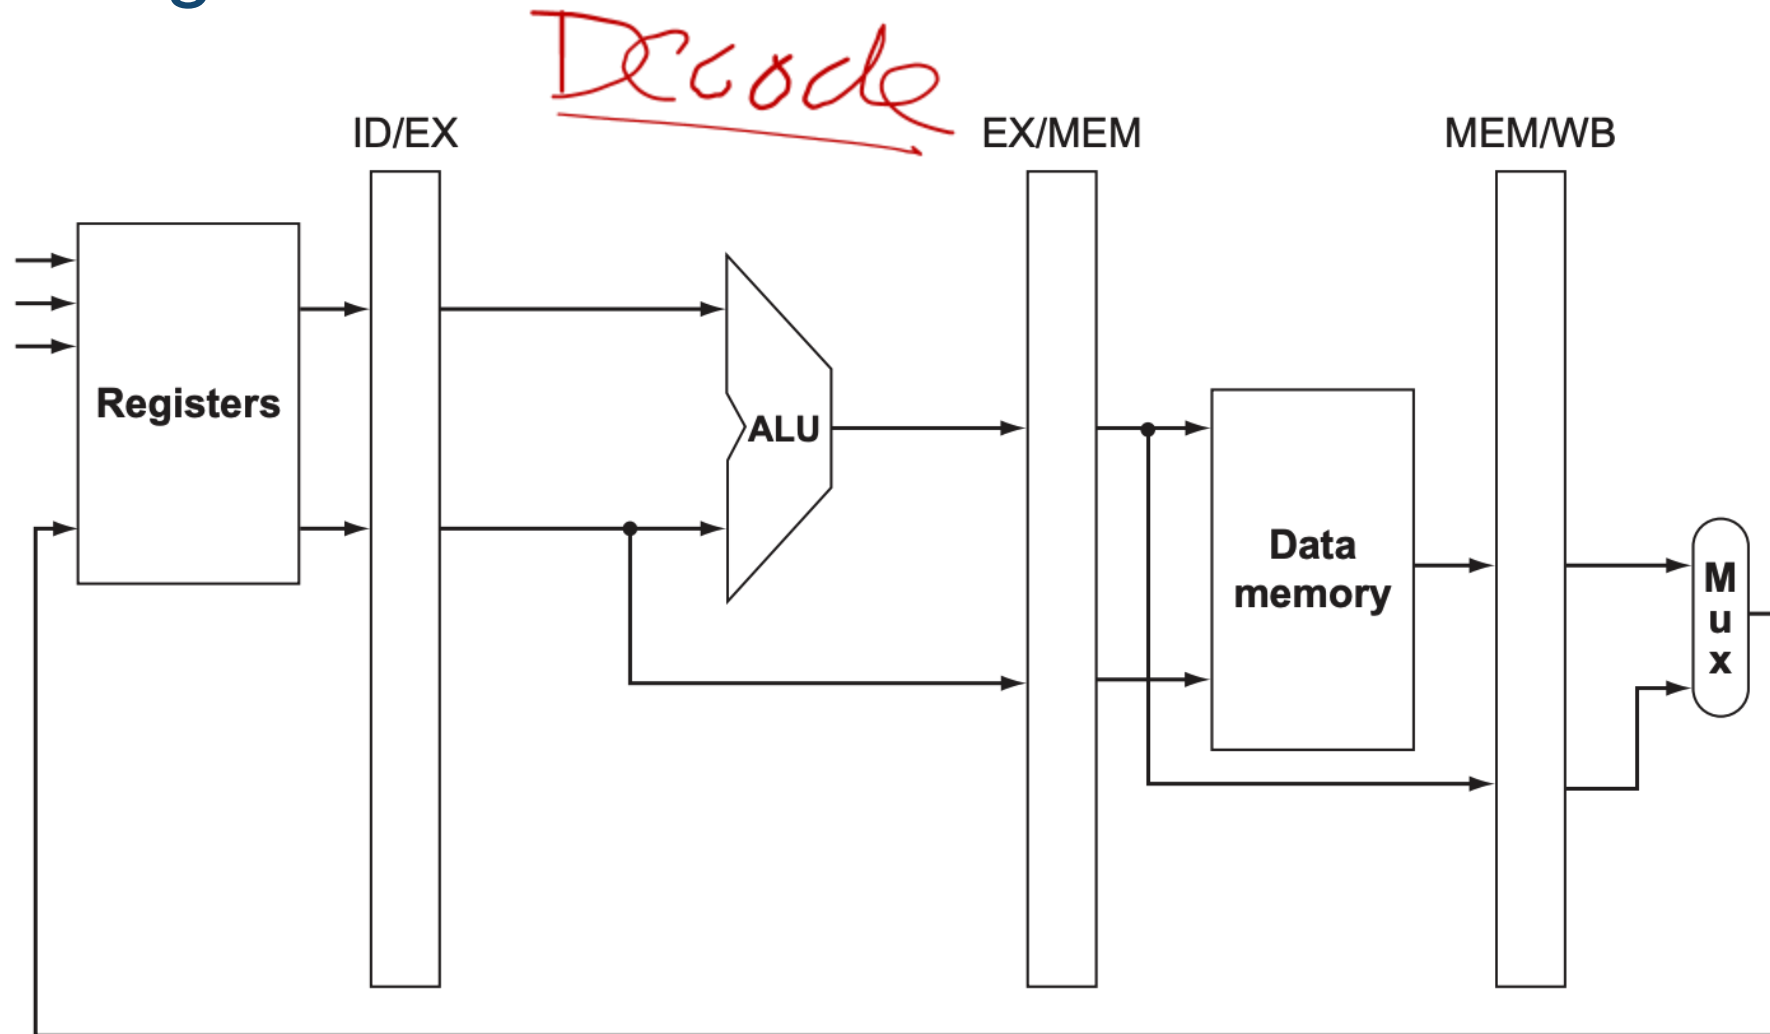 Decode
ID/EX
EX/MEM
MEM/WB
Registers
ALU
Data
memory
M
u
x